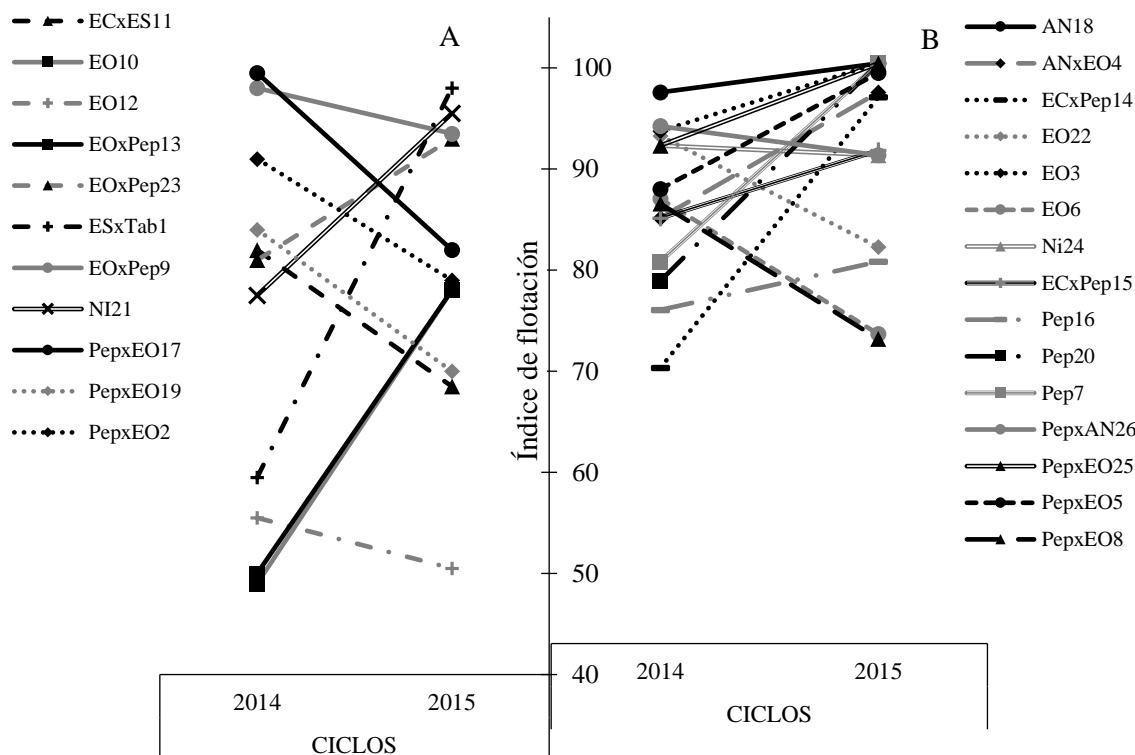 ECxES11
EO10
EO12
EOxPep13
EOxPep23
ESxTab1
EOxPep9
NI21
PepxEO17
PepxEO19
PepxEO2
A
2014
2015
CICLOS
Índice de flotación
100
90
80
70
60
50
40
B
2014
2015
CICLOS
AN18
ANxEO4
ECxPep14
EO22
EO3
EO6
Ni24
ECxPep15
Pep16
Pep20
Pep7
PepxAN26
PepxEO25
PepxEO5
PepxEO8